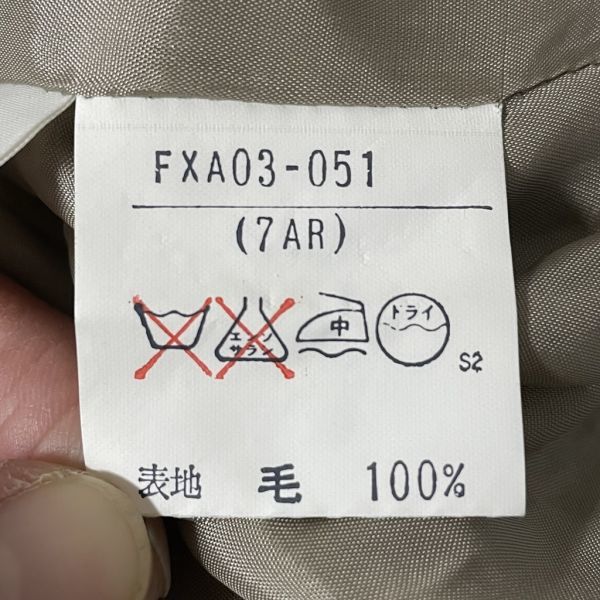 FXA03-051
(7AR)
エンソ サラシ 中 ドライ
S2
表地 毛 100%